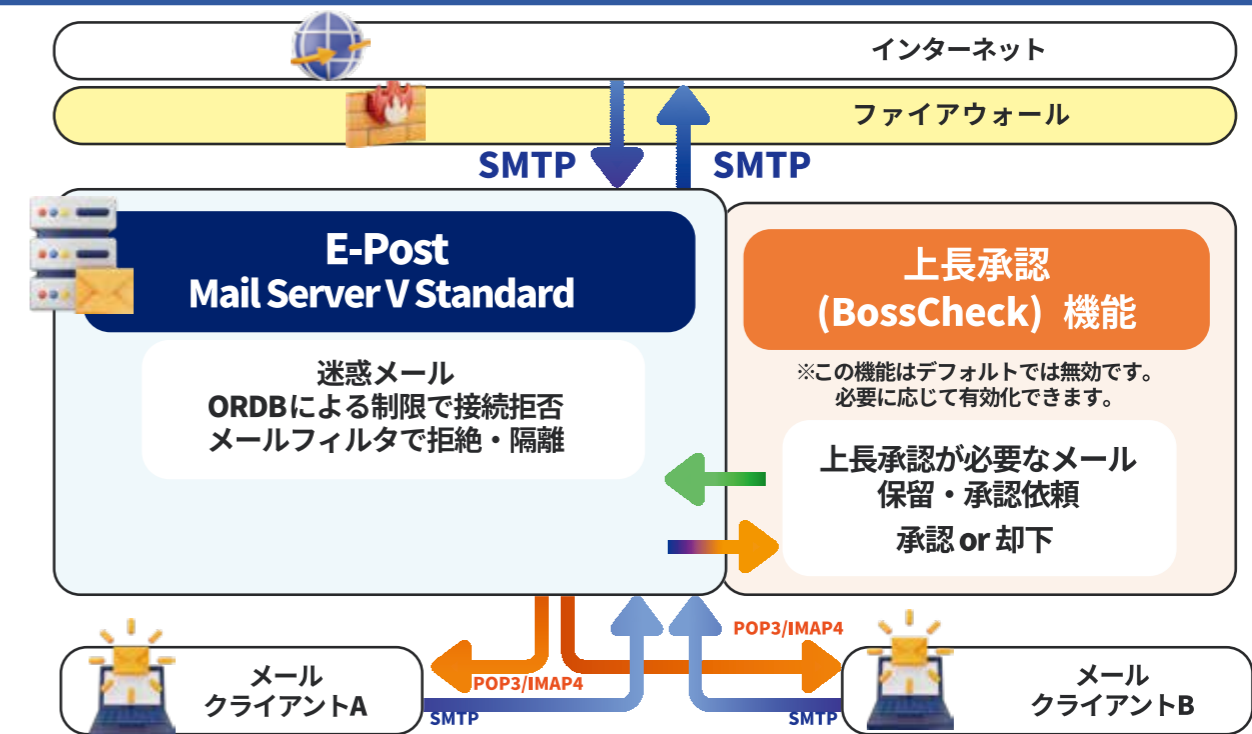 インターネット
ファイアウォール
SMTP
SMTP
E-Post
Mail Server V Standard
迷惑メール
ORDBによる制限で接続拒否
メールフィルタで拒絶・隔離
上長承認
(BossCheck) 機能
※この機能はデフォルトでは無効です。
必要に応じて有効化できます。
上長承認が必要なメール
保留・承認依頼
承認 or 却下
メール
クライアントA
POP3/IMAP4
SMTP
POP3/IMAP4
SMTP
メール
クライアントB